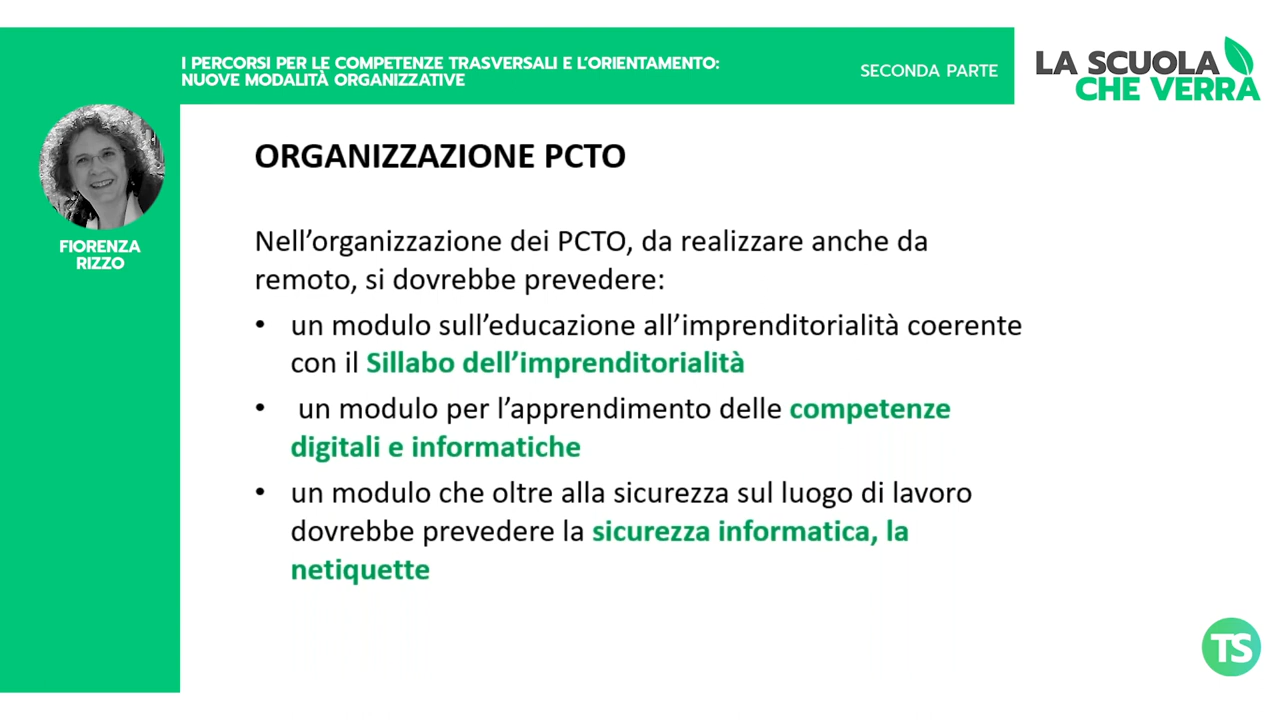 I PERCORSI PER LE COMPETENZE TRASVERSALI E L'ORIENTAMENTO:
NUOVE MODALITÀ ORGANIZZATIVE
SECONDA PARTE
LA SCUOLA
CHE VERRA
FIORENZA
RIZZO
ORGANIZZAZIONE PCTO
Nell'organizzazione dei PCTO, da realizzare anche da
remoto, si dovrebbe prevedere:
• un modulo sull'educazione all'imprenditorialità coerente
con il Sillabo dell'imprenditorialità
• un modulo per l'apprendimento delle competenze
digitali e informatiche
• un modulo che oltre alla sicurezza sul luogo di lavoro
dovrebbe prevedere la sicurezza informatica, la
netiquette
TS